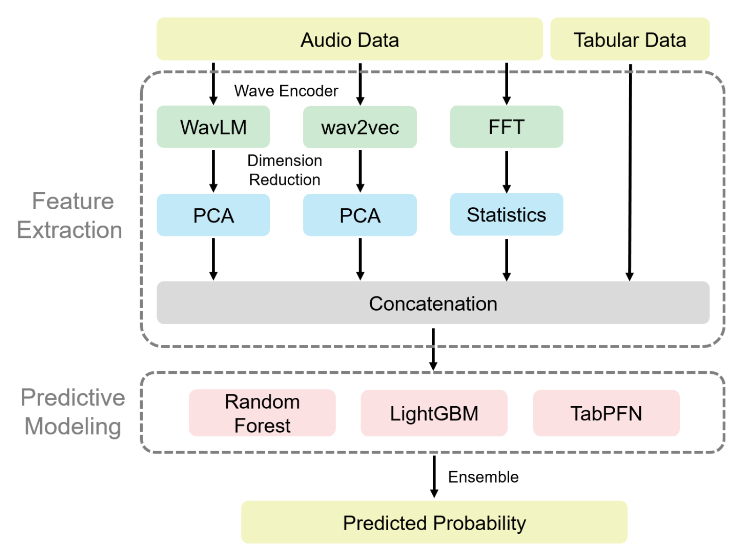 Audio Data
Tabular Data
Wave Encoder
WavLM
wav2vec
FFT
Dimension
Reduction
PCA
PCA
Statistics
Feature
Extraction
Concatenation
Predictive
Modeling
Random
Forest
LightGBM
TabPFN
Ensemble
Predicted Probability